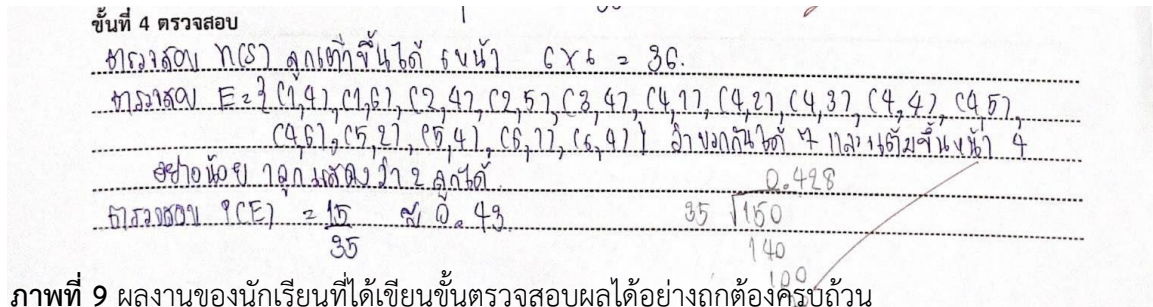 ขั้นที่ 4 ตรวจสอบ
ตรวจสอบ n(S) ลูกเต๋าขึ้นได้ 6 หน้า 6 x 6 = 36.
ตรวจสอบ E = { (1,4), (1,6), (2,4), (2,5), (3,4), (4,1), (4,2), (4,3), (4,4), (4,5),
(4,6), (5,2), (5,4), (6,1), (6,4) } ว่าบวกกันได้ 7 และแต้มขึ้นหน้า 4
อย่างน้อย 1 ลูก แสดงว่า 2 ลูกได้
0.428
ตรวจสอบ P(E) = 15 0.43. 35 √150
35 140
100
ภาพที่ 9 ผลงานของนักเรียนที่ได้เขียนขั้นตรวจสอบผลได้อย่างถูกต้องครบถ้วน